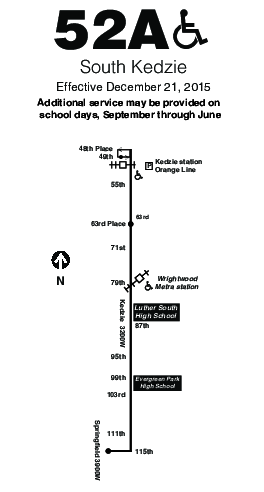 52A
South Kedzie
Effective December 21, 2015
Additional service may be provided on
school days, September through June
48th Place
49th
P Kedzie station
Orange Line
55th
63rd Place
63rd
71st
N
79th
Wrightwood
Metra station
Kedzie 3200W
Luther South
High School
87th
95th
99th
Evergreen Park
High School
103rd
Springfield 3900W
111th
115th